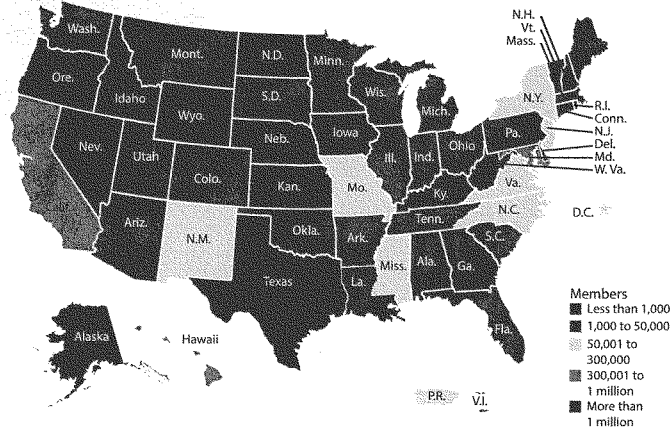 N.H.
Vt.
Mass.
Wash.
Mont.
N.D.
Minn.
Ore.
Idaho
S.D.
Wis.
Mich.
N.Y.
Wyo.
R.I.
Conn.
Nev.
Utah
Neb.
Iowa
Ill.
Ind.
Ohio
Pa.
N.J.
Del.
Md.
W. Va.
Colo.
Kan.
Mo.
Ky.
Va.
N.C.
D.C.
Ariz.
N.M.
Okla.
Ark.
Tenn.
S.C.
Texas
La.
Miss.
Ala.
Ga.
Fla.
Alaska
Hawaii
P.R.
V.I.
Members
Less than 1,000
1,000 to 50,000
50,001 to
300,000
300,001 to
1 million
More than
1 million